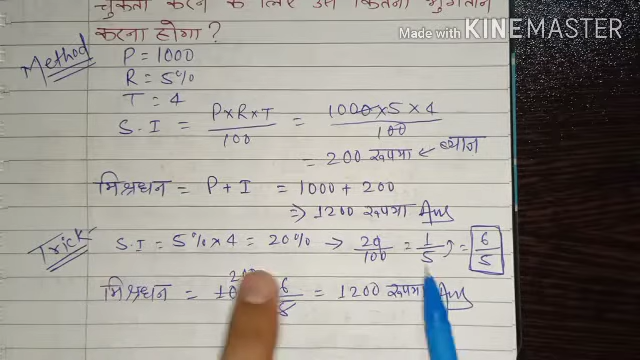 चुकता करने के लिए उसे कितना भुगतान
करना होगा?
Made with KINEMASTER
Method
P = 1000
R = 5%
T = 4
S.I = P×R×T/100 = 1000×5×4/100
= 200 रूपया ← ब्याज
मिश्रधन = P + I = 1000 + 200
⇒ 1200 रूपया Ans
Trick
S.I = 5% × 4 = 20% → 20/100 = 1/5 = 6/5
मिश्रधन = 6/5 = 1200 रूपया Ans